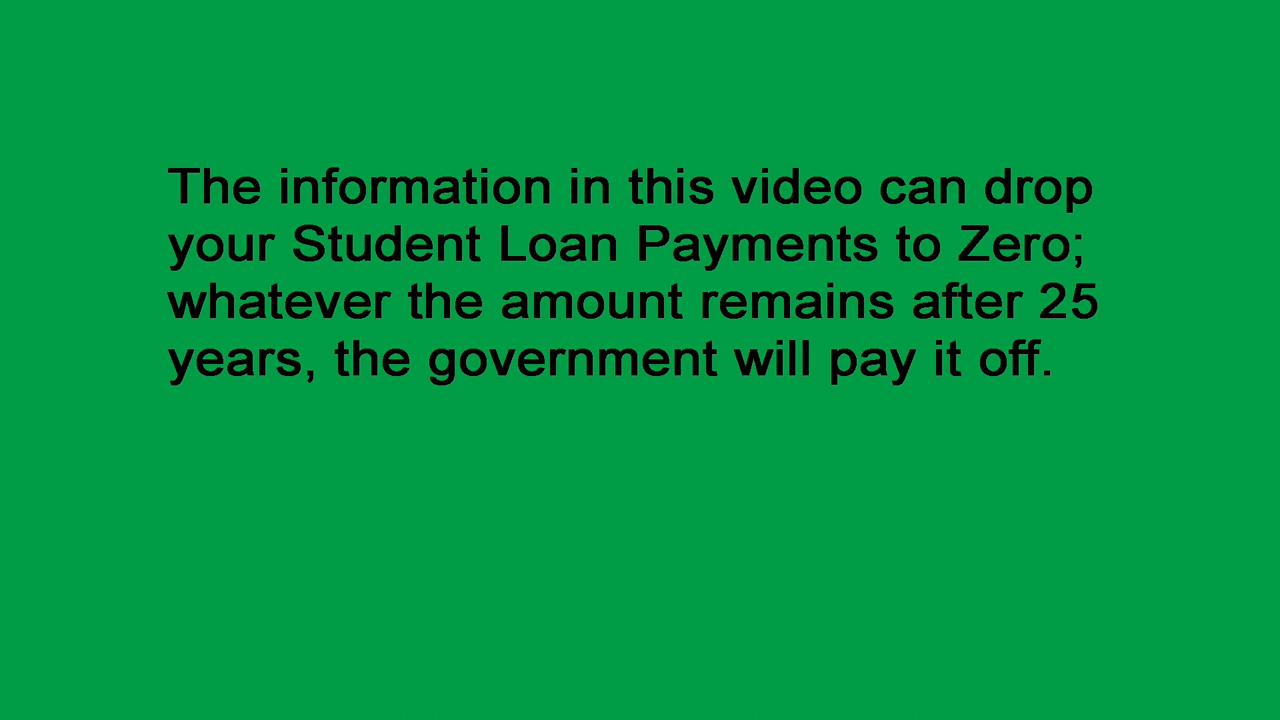 The information in this video can drop
your Student Loan Payments to Zero;
whatever the amount remains after 25
years, the government will pay it off.